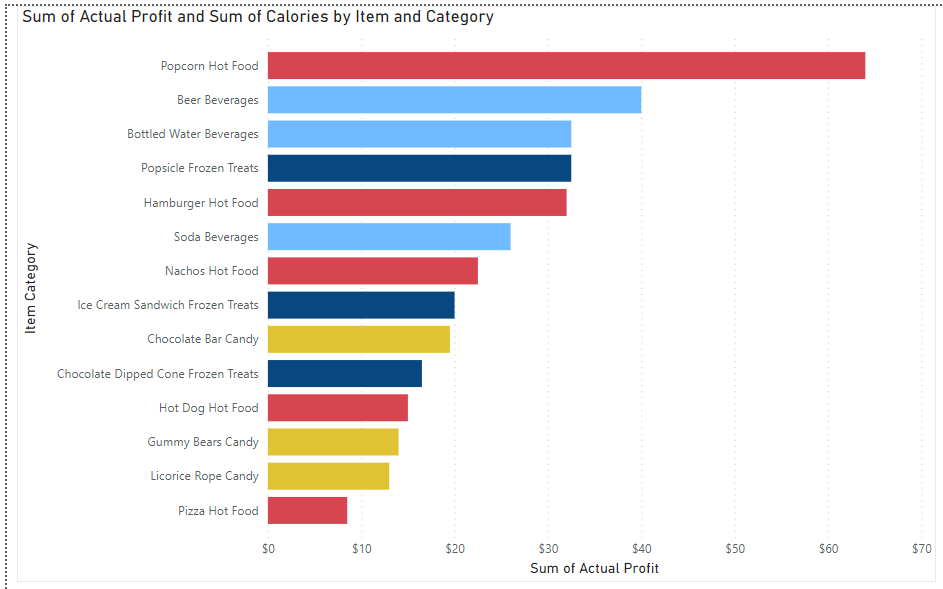 Sum of Actual Profit and Sum of Calories by Item and Category
Item Category
Popcorn Hot Food
Beer Beverages
Bottled Water Beverages
Popsicle Frozen Treats
Hamburger Hot Food
Soda Beverages
Nachos Hot Food
Ice Cream Sandwich Frozen Treats
Chocolate Bar Candy
Chocolate Dipped Cone Frozen Treats
Hot Dog Hot Food
Gummy Bears Candy
Licorice Rope Candy
Pizza Hot Food
$0 $10 $20 $30 $40 $50 $60 $70
Sum of Actual Profit